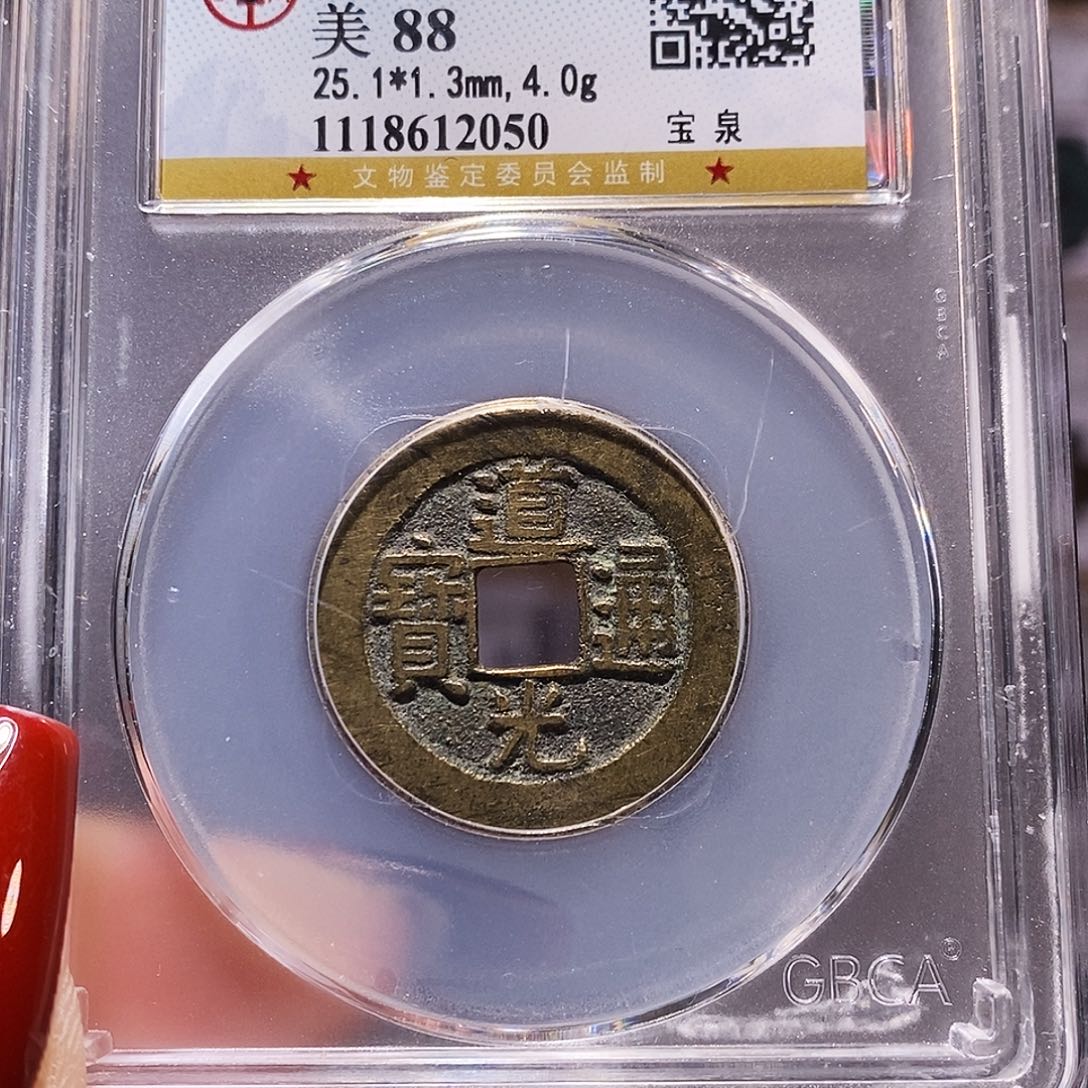 美 88
25.1*1.3mm,4.0g
1118612050 宝泉
★ 文物鉴定委员会监制 ★
GBCA
道
寶 通
光
GBCA®